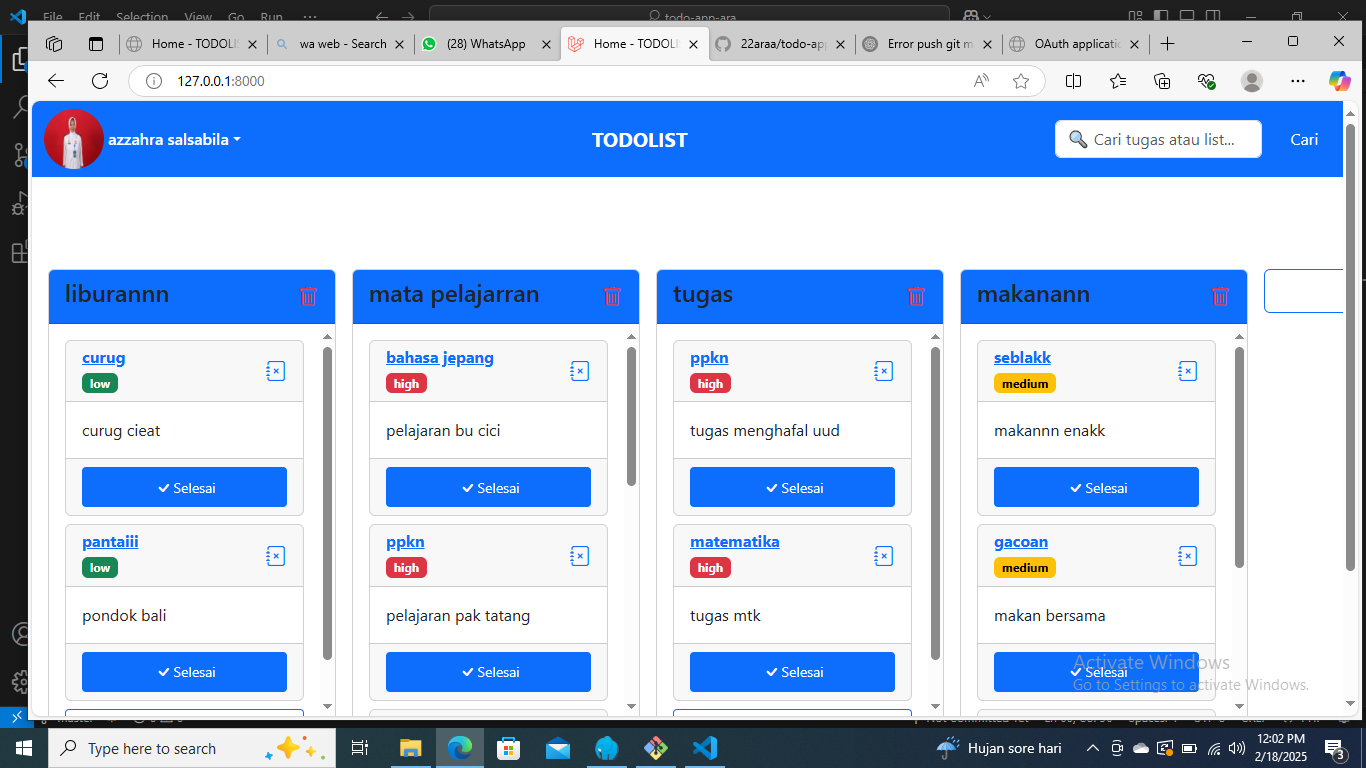 File Edit Selection View Go Run ... todo-app-ara
Home - TODOLIS
wa web - Search
(28) WhatsApp
Home - TODOLIS
22araa/todo-app
Error push git m
OAuth applicatio
127.0.0.1:8000
azzahra salsabila
TODOLIST
Cari tugas atau list...
Cari
liburannn
mata pelajarran
tugas
makanann
curug
low
bahasa jepang
high
ppkn
high
seblakk
medium
curug cieat
pelajaran bu cici
tugas menghafal uud
makannn enakk
Selesai
Selesai
Selesai
Selesai
pantaiii
low
ppkn
high
matematika
high
gacoan
medium
pondok bali
pelajaran pak tatang
tugas mtk
makan bersama
Selesai
Selesai
Selesai
Selesai
Activate Windows
Go to Settings to activate Windows.
Type here to search
Hujan sore hari
12:02 PM
2/18/2025
3